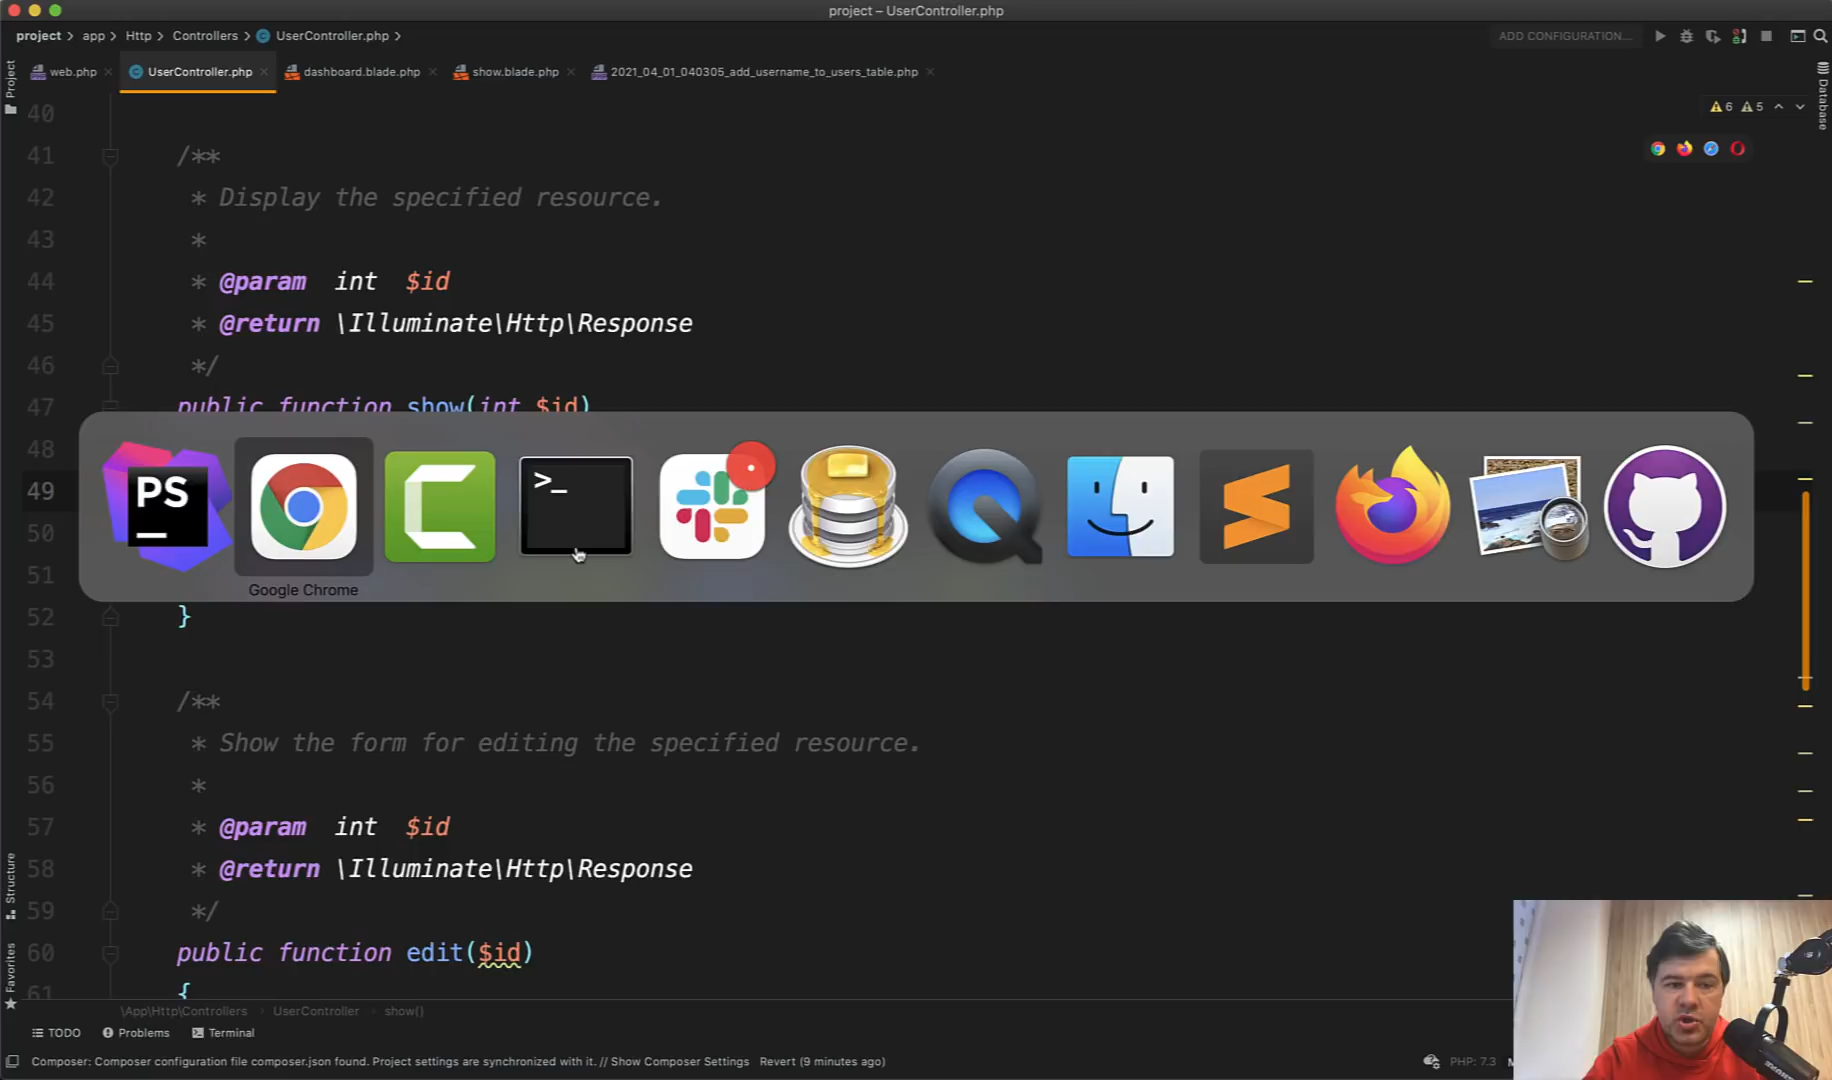 project – UserController.php
project > app > Http > Controllers > UserController.php >
ADD CONFIGURATION...
web.php
UserController.php
dashboard.blade.php
show.blade.php
2021_04_01_040305_add_username_to_users_table.php
Project
Database
6 5
40
41 /**
42 * Display the specified resource.
43 *
44 * @param int $id
45 * @return \Illuminate\Http\Response
46 */
47 public function show(int $id)
48
49
50
51
PS
>_
Google Chrome
52 }
53
54 /**
55 * Show the form for editing the specified resource.
56 *
57 * @param int $id
58 * @return \Illuminate\Http\Response
59 */
60 public function edit($id)
61 {
Structure
Favorites
\App\Http\Controllers > UserController > show()
TODO
Problems
Terminal
Composer: Composer configuration file composer.json found. Project settings are synchronized with it. // Show Composer Settings Revert (9 minutes ago)
PHP: 7.3